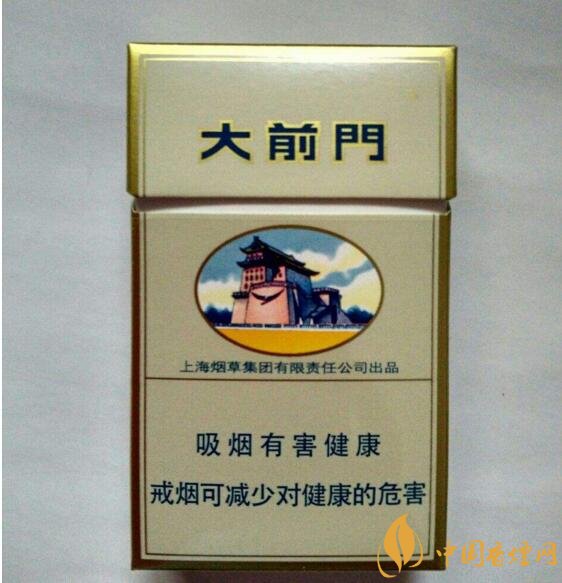 大前門
上海烟草集团有限责任公司出品
吸烟有害健康
戒烟可减少对健康的危害
中国香烟网